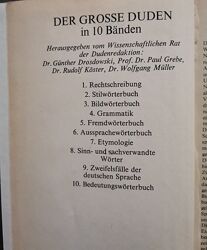 DER GROSSE DUDEN
in 10 Bänden
Herausgegeben vom Wissenschaftlichen Rat
der Dudenredaktion:
Dr. Günther Drosdowski, Prof. Dr. Paul Grebe,
Dr. Rudolf Köster, Dr. Wolfgang Müller
1. Rechtschreibung
2. Stilwörterbuch
3. Bildwörterbuch
4. Grammatik
5. Fremdwörterbuch
6. Aussprachewörterbuch
7. Etymologie
8. Sinn- und sachverwandte
Wörter
9. Zweifelsfälle der
deutschen Sprache
10. Bedeutungswörterbuch